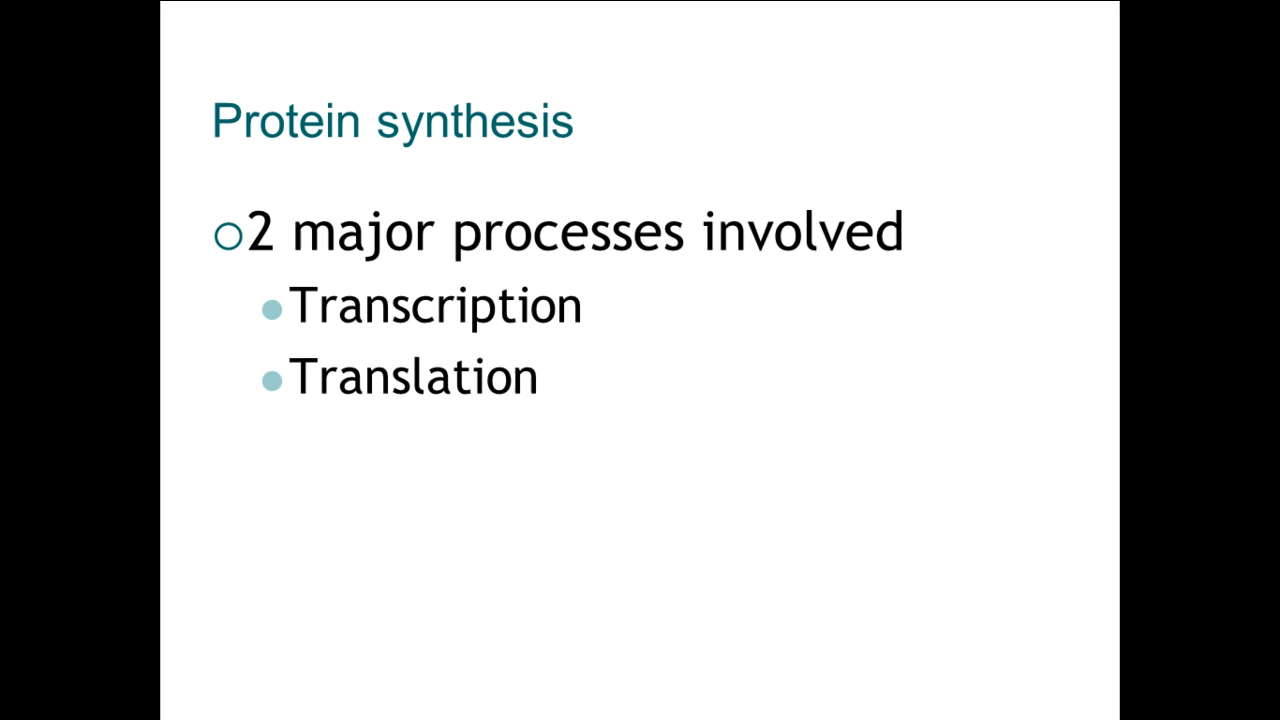 Protein synthesis
2 major processes involved
Transcription
Translation